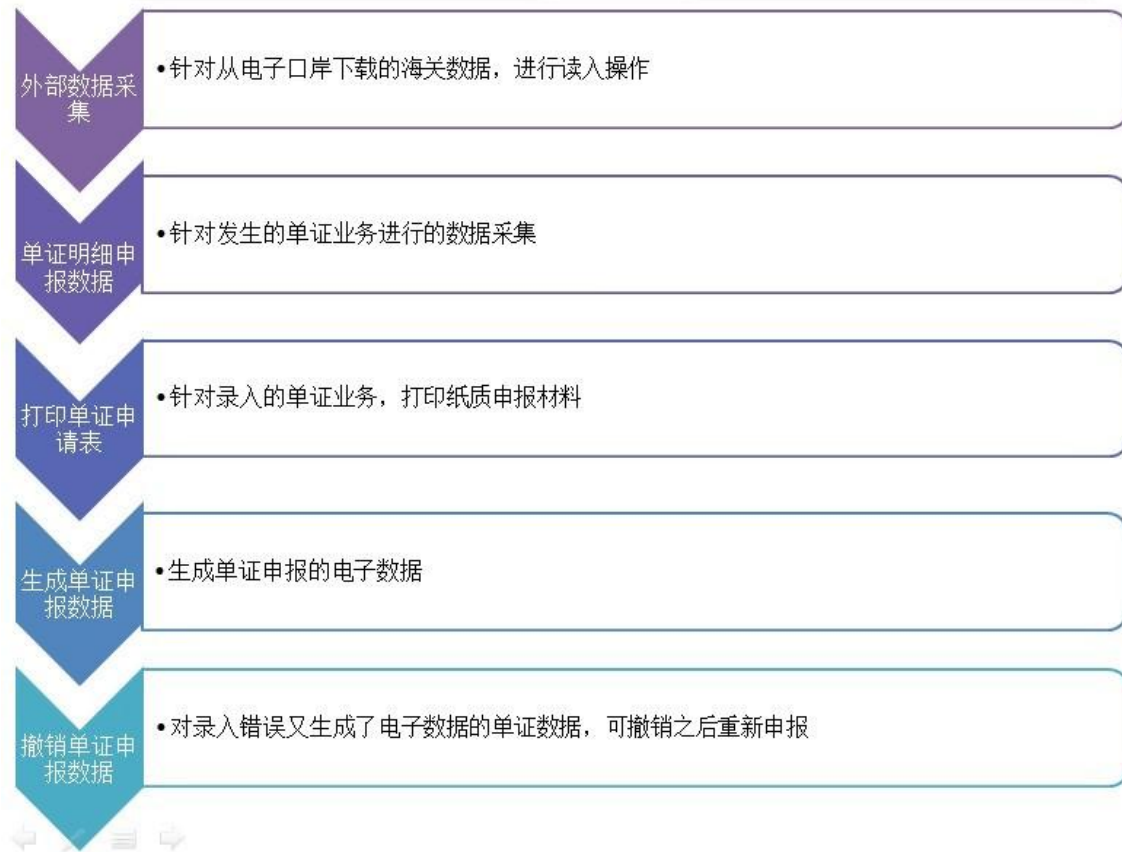 外部数据采
集
•针对从电子口岸下载的海关数据，进行读入操作
单证明细申
报数据
•针对发生的单证业务进行的数据采集
打印单证申
请表
•针对录入的单证业务，打印纸质申报材料
生成单证申
报数据
•生成单证申报的电子数据
撤销单证申
报数据
•对录入错误又生成了电子数据的单证数据，可撤销之后重新申报